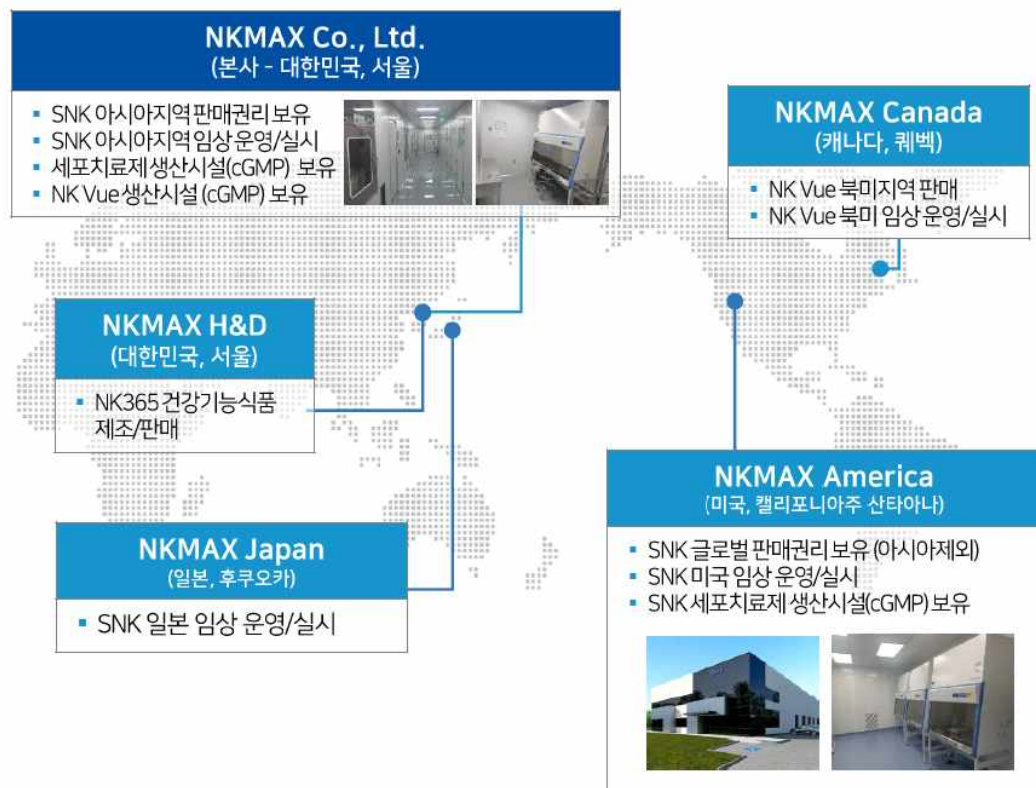 NKMAX Co., Ltd.
(본사 - 대한민국, 서울)
▪ SNK 아시아지역 판매권리 보유
▪ SNK 아시아지역 임상 운영/실시
▪ 세포치료제 생산시설(cGMP) 보유
▪ NK Vue 생산시설 (cGMP) 보유
NKMAX Canada
(캐나다, 퀘벡)
▪ NK Vue 북미지역 판매
▪ NK Vue 북미 임상 운영/실시
NKMAX H&D
(대한민국, 서울)
▪ NK365 건강기능식품
제조/판매
NKMAX Japan
(일본, 후쿠오카)
▪ SNK 일본 임상 운영/실시
NKMAX America
(미국, 캘리포니아주 산타아나)
▪ SNK 글로벌 판매권리 보유 (아시아제외)
▪ SNK 미국 임상 운영/실시
▪ SNK 세포치료제 생산시설(cGMP) 보유